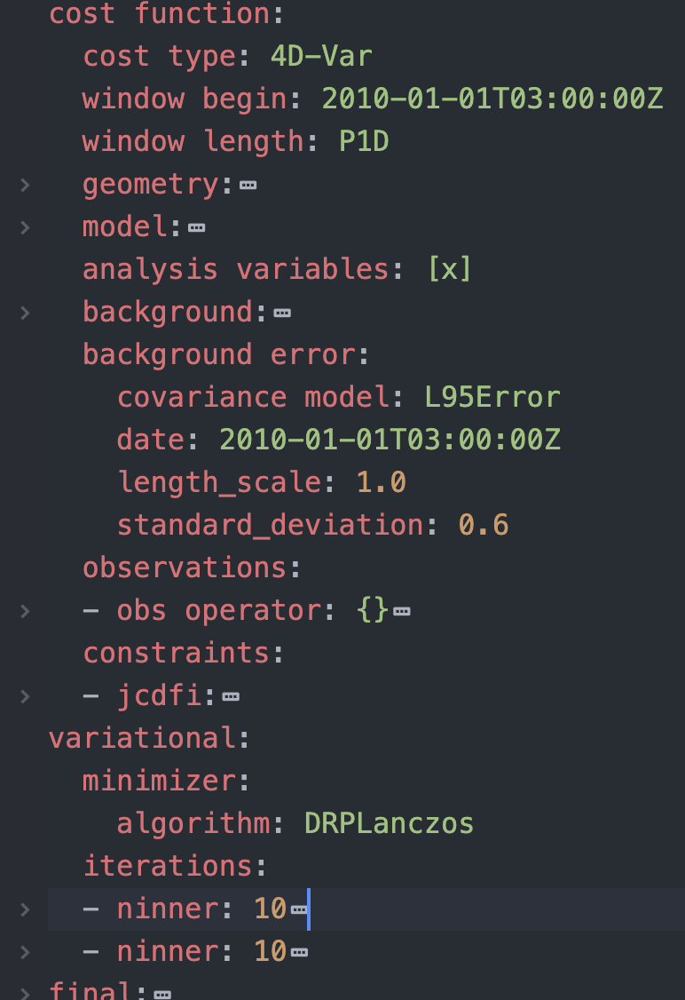 cost function:
  cost type: 4D-Var
  window begin: 2010-01-01T03:00:00Z
  window length: P1D
  geometry:
  model:
  analysis variables: [x]
  background:
  background error:
    covariance model: L95Error
    date: 2010-01-01T03:00:00Z
    length_scale: 1.0
    standard_deviation: 0.6
  observations:
  - obs operator: {}
  constraints:
  - jcdfi:
variational:
  minimizer:
    algorithm: DRPLanczos
  iterations:
  - ninner: 10
  - ninner: 10
final: